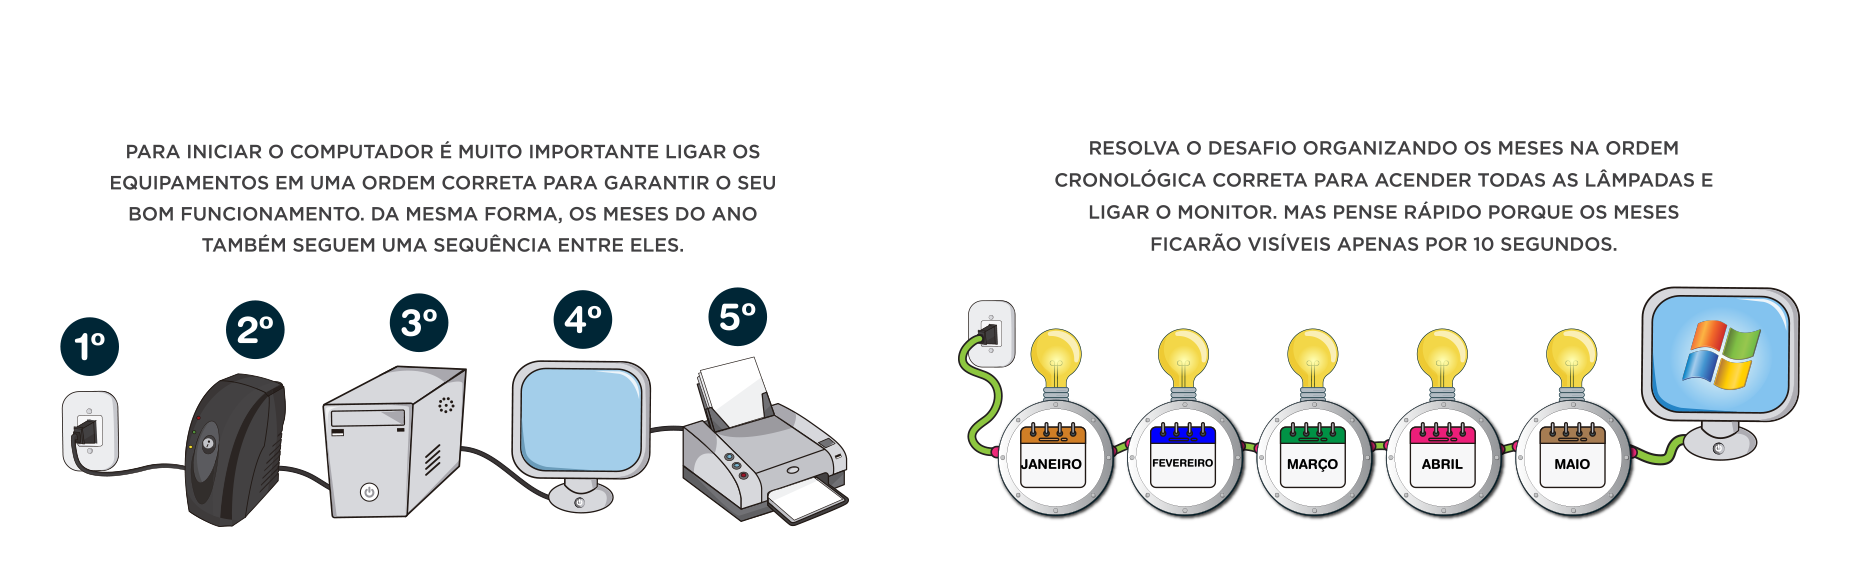 PARA INICIAR O COMPUTADOR É MUITO IMPORTANTE LIGAR OS
EQUIPAMENTOS EM UMA ORDEM CORRETA PARA GARANTIR O SEU
BOM FUNCIONAMENTO. DA MESMA FORMA, OS MESES DO ANO
TAMBÉM SEGUEM UMA SEQUÊNCIA ENTRE ELES.
1º
2º
3º
4º
5º
RESOLVA O DESAFIO ORGANIZANDO OS MESES NA ORDEM
CRONOLÓGICA CORRETA PARA ACENDER TODAS AS LÂMPADAS E
LIGAR O MONITOR. MAS PENSE RÁPIDO PORQUE OS MESES
FICARÃO VISÍVEIS APENAS POR 10 SEGUNDOS.
JANEIRO
FEVEREIRO
MARÇO
ABRIL
MAIO